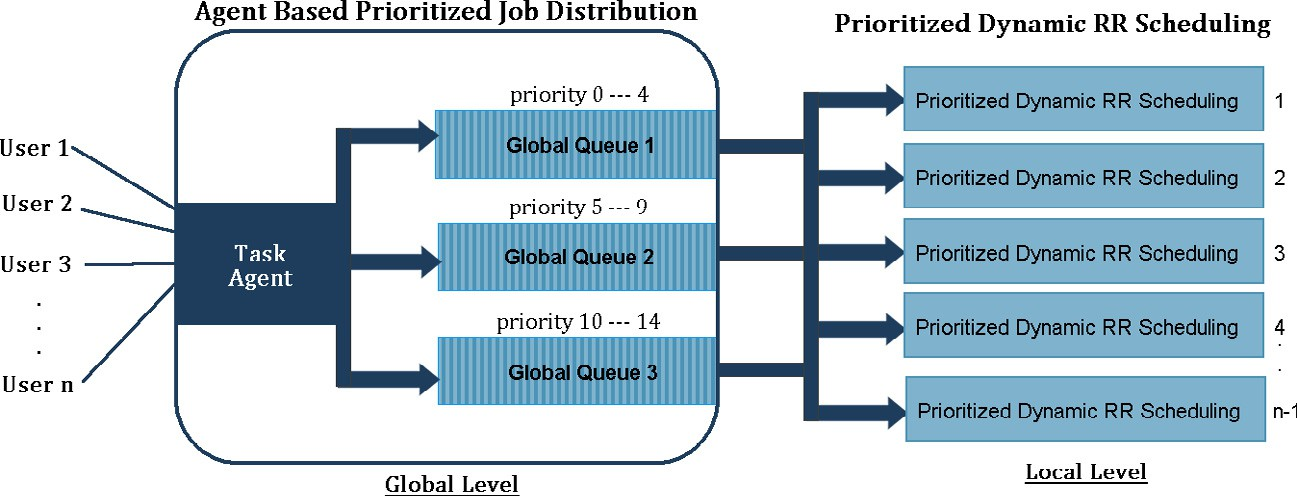 Agent Based Prioritized Job Distribution
Prioritized Dynamic RR Scheduling
User 1
User 2
User 3
.
.
.
User n
Task
Agent
priority 0 --- 4
Global Queue 1
priority 5 --- 9
Global Queue 2
priority 10 --- 14
Global Queue 3
Global Level
Prioritized Dynamic RR Scheduling 1
Prioritized Dynamic RR Scheduling 2
Prioritized Dynamic RR Scheduling 3
Prioritized Dynamic RR Scheduling 4
.
.
Prioritized Dynamic RR Scheduling n-1
Local Level